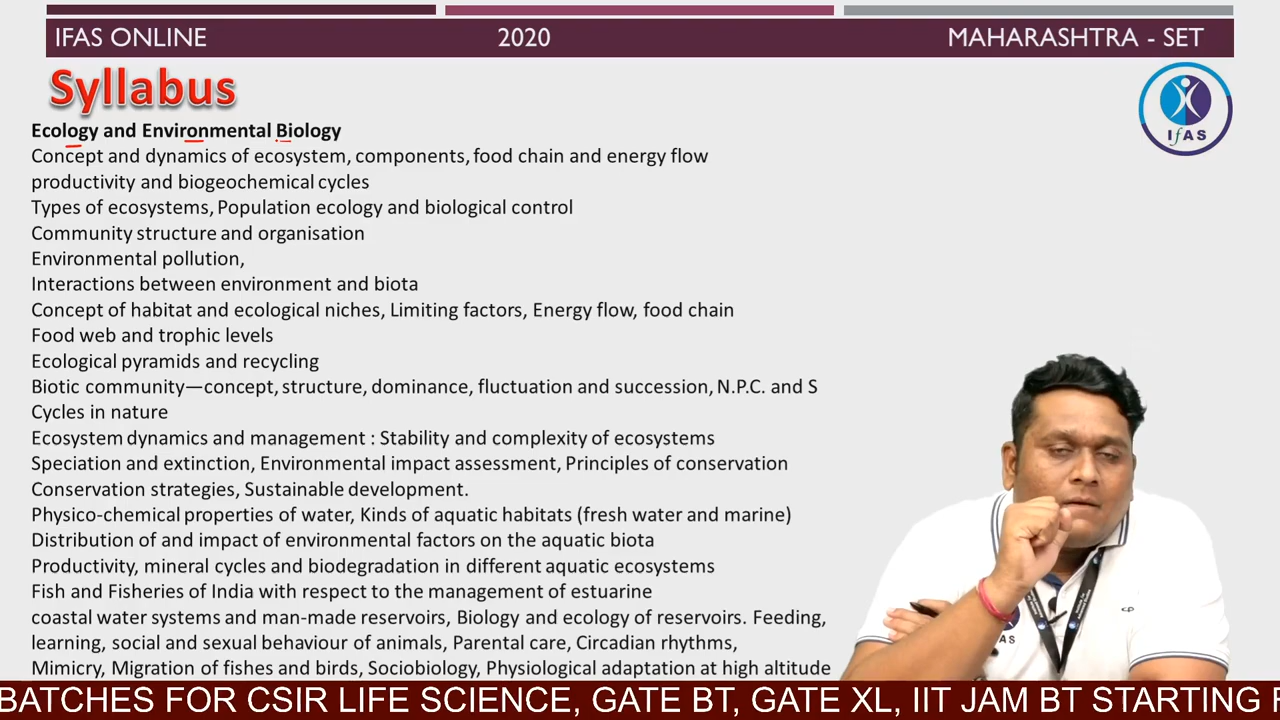 IFAS ONLINE 2020 MAHARASHTRA - SET
Syllabus
IfAS
Ecology and Environmental Biology
Concept and dynamics of ecosystem, components, food chain and energy flow
productivity and biogeochemical cycles
Types of ecosystems, Population ecology and biological control
Community structure and organisation
Environmental pollution,
Interactions between environment and biota
Concept of habitat and ecological niches, Limiting factors, Energy flow, food chain
Food web and trophic levels
Ecological pyramids and recycling
Biotic community—concept, structure, dominance, fluctuation and succession, N.P.C. and S
Cycles in nature
Ecosystem dynamics and management : Stability and complexity of ecosystems
Speciation and extinction, Environmental impact assessment, Principles of conservation
Conservation strategies, Sustainable development.
Physico-chemical properties of water, Kinds of aquatic habitats (fresh water and marine)
Distribution of and impact of environmental factors on the aquatic biota
Productivity, mineral cycles and biodegradation in different aquatic ecosystems
Fish and Fisheries of India with respect to the management of estuarine
coastal water systems and man-made reservoirs, Biology and ecology of reservoirs. Feeding,
learning, social and sexual behaviour of animals, Parental care, Circadian rhythms,
Mimicry, Migration of fishes and birds, Sociobiology, Physiological adaptation at high altitude
BATCHES FOR CSIR LIFE SCIENCE, GATE BT, GATE XL, IIT JAM BT STARTING